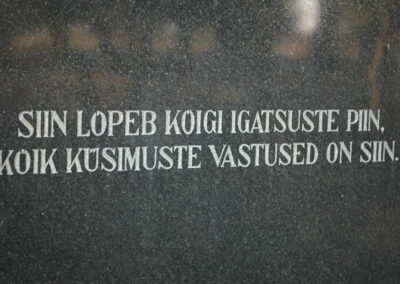 SIIN LOPEB KOIGI IGATSUSTE PIIN,
KOIK KÜSIMUSTE VASTUSED ON SIIN.